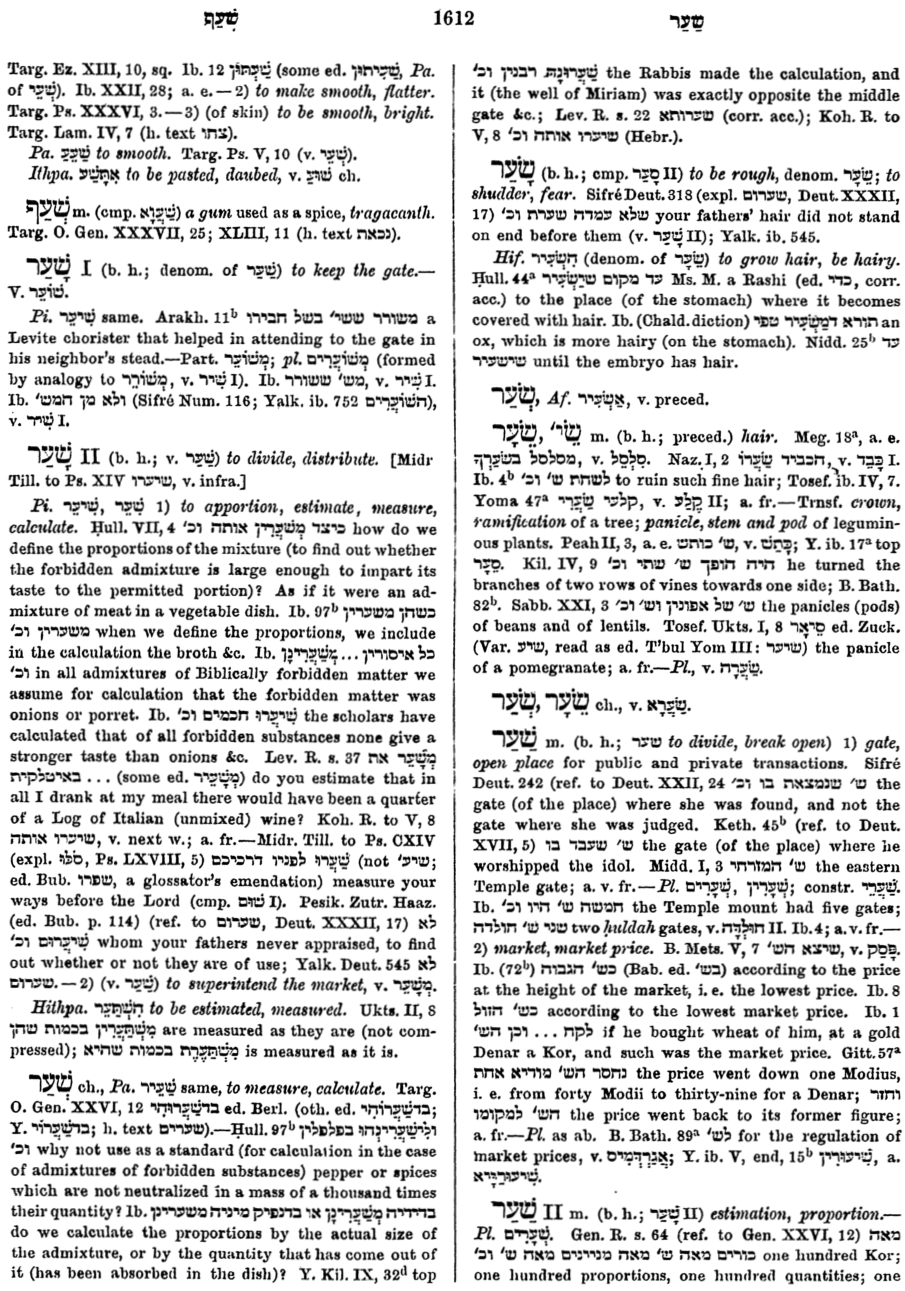 שְׁעַף
1612
שַׁעַר
Targ. Ez. XIII, 10, sq. Ib. 12 (some ed. Pa.
of שְׁעֵי). Ib. XXII, 28; a. e. — 2) to make smooth, flatter.
Targ. Ps. XXXVI, 3.—3) (of skin) to be smooth, bright.
Targ. Lam. IV, 7 (h. text צחו).
Pa. שַׁעֵּעַ to smooth. Targ. Ps. V, 10 (v. שְׁעֵי).
Ithpa. אִתְּשַׁע to be pasted, daubed, v. שׁוּעַ ch.
שְׁעַף m. (cmp. שַׁעֲוָא) a gum used as a spice, tragacanth.
Targ. O. Gen. XXXVII, 25; XLIII, 11 (h. text נכאת).
שָׁעַר I (b. h.; denom. of שַׁעַר) to keep the gate.—
V. שׁוֹעֵר.
Pi. שִׁיעֵר same. Arakh. 11b משורר ששי׳ בשל חבירו a
Levite chorister that helped in attending to the gate in
his neighbor's stead.—Part. מְשׁוֹעֵר; pl. מְשׁוֹעֲרִים (formed
by analogy to מְשׁוֹרֵר, v. שִׁיר I). Ib. מש׳ ששורר, v. שִׁיר I.
Ib. ולא מן המש׳ (Sifré Num. 116; Yalk. ib. 752 השוערים),
v. שִׁיר I.
שָׁעַר II (b. h.; v. שַׁעַר) to divide, distribute. [Midr
Till. to Ps. XIV שיערו, v. infra.]
Pi. שִׁיעֵר, שִׁעֵר 1) to apportion, estimate, measure,
calculate. Ḥull. VII, 4 כיצד מְשַׁעֲרִין אותה וכ׳ how do we
define the proportions of the mixture (to find out whether
the forbidden admixture is large enough to impart its
taste to the permitted portion)? As if it were an ad-
mixture of meat in a vegetable dish. Ib. 97b כשהן משערין
משערין וכ׳ when we define the proportions, we include
in the calculation the broth &c. Ib. כל איסורין... מְשַׁעֲרִינָן
וכ׳ in all admixtures of Biblically forbidden matter we
assume for calculation that the forbidden matter was
onions or porret. Ib. שִׁיעֲרוּ חכמים וכ׳ the scholars have
calculated that of all forbidden substances none give a
stronger taste than onions &c. Lev. R. s. 37 מְשַׁעֵר את
באיטלקית ... (some ed. מְשַׁעֵיר) do you estimate that in
all I drank at my meal there would have been a quarter
of a Log of Italian (unmixed) wine? Koh. R. to V, 8
שיערו אותה, v. next w.; a. fr.—Midr. Till. to Ps. CXIV
(expl. סלו, Ps. LXVIII, 5) שַׁעֲרוּ לפניו דרכיכם (not שיע׳;
ed. Bub. שפרו, a glossator's emendation) measure your
ways before the Lord (cmp. שׁוּם I). Pesik. Zutr. Haaz.
(ed. Bub. p. 114) (ref. to שערום, Deut. XXXII, 17) לא
שִׁיעֲרוּם וכ׳ whom your fathers never appraised, to find
out whether or not they are of use; Yalk. Deut. 545 לא
שערום.—2) (v. שַׁעַר) to superintend the market, v. מְשַׁעֵר.
Hithpa. הִשְׁתַּעֵר to be estimated, measured. Ukts. II, 8
מִשְׁתַּעֲרִין בכמות שהן are measured as they are (not com-
pressed); מִשְׁתַּעֶרֶת בכמות שהיא is measured as it is.
שְׁעַר ch., Pa. שַׁעֵיר same, to measure, calculate. Targ.
O. Gen. XXVI, 12 בדשַׁעֲרוּהִי ed. Berl. (oth. ed. בדשַׁעֲרוֹהִי;
Y. בדשַׁעֲרוֹי; h. text שערים).—Hull. 97b ולישַׁעֲרִינְהוּ בפלפלין
וכ׳ why not use as a standard (for calculation in the case
of admixtures of forbidden substances) pepper or spices
which are not neutralized in a mass of a thousand times
their quantity? Ib. בדידיה מְשַׁעֲרִינָן או בדנפיק מיניה משערינן
do we calculate the proportions by the actual size of
the admixture, or by the quantity that has come out of
it (has been absorbed in the dish)? Y. Kil. IX, 32d top
שַׁעֲרוּנָת רבנין וכ׳ the Rabbis made the calculation, and
it (the well of Miriam) was exactly opposite the middle
gate &c.; Lev. R. s. 22 שערותא (corr. acc.); Koh. R. to
V, 8 שיערו אותה וכ׳ (Hebr.).
שָׂעַר (b. h.; cmp. סָעַר II) to be rough, denom. שֵׂעָר; to
shudder, fear. Sifré Deut. 318 (expl. שערום, Deut. XXXII,
17) שלא עמדה שערת וכ׳ your fathers' hair did not stand
on end before them (v. שָׁעַר II); Yalk. ib. 545.
Hif. הִשְׂעִיר (denom. of שֵׂעָר) to grow hair, be hairy.
Ḥull. 44a עד מקום שיַשְׂעִיר Ms. M. a Rashi (ed. כדי, corr.
acc.) to the place (of the stomach) where it becomes
covered with hair. Ib. (Chald. diction) תורא דמַשְׂעִיר טפי an
ox, which is more hairy (on the stomach). Nidd. 25b עד
שישעיר until the embryo has hair.
שְׂעַר, Af. אַשְׂעֵיר, v. preced.
שֵׂעָר, שֵׂי׳ m. (b. h.; preced.) hair. Meg. 18a, a. e.
מסלסל בשׂערך, v. סִלְסֵל. Naz. I, 2 הכביד שְׂעָרוֹ, v. כָּבֵד I.
Ib. 4b לשחת ש׳ וכ׳ to ruin such fine hair; Tosef. ib. IV, 7.
Yoma 47a קלעי שַׂעֲרִי, v. קֶלַע II; a. fr.—Trnsf. crown,
ramification of a tree; panicle, stem and pod of legumin-
ous plants. Peah II, 3, a. e. ש׳ כותש, v. כָּתַשׁ; Y. ib. 17a top
סֵעָר. Kil. IV, 9 היה הופך ש׳ שתי וכ׳ he turned the
branches of two rows of vines towards one side; B. Bath.
82b. Sabb. XXI, 3 ש׳ של אפונין וש׳ וכ׳ the panicles (pods)
of beans and of lentils. Tosef. Ukts. I, 8 סיאר ed. Zuck.
(Var. שיע, read as ed. T'bul Yom III: שיער) the panicle
of a pomegranate; a. fr.—Pl., v. שַׂעֲרָה.
שְׂעַר, שֵׂעָר ch., v. שַׂעֲרָא.
שַׁעַר m. (b. h.; שער to divide, break open) 1) gate,
open place for public and private transactions. Sifré
Deut. 242 (ref. to Deut. XXII, 24 ש׳ שנמצאת בו וכ׳ the
gate (of the place) where she was found, and not the
gate where she was judged. Keth. 45b (ref. to Deut.
XVII, 5) ש׳ שעבד בו the gate (of the place) where he
worshipped the idol. Midd. I, 3 ש׳ המזרחי the eastern
Temple gate; a. v. fr.—Pl. שְׁעָרִים, שְׁעָרִין; constr. שַׁעֲרֵי.
Ib. חמשה ש׳ היו וכ׳ the Temple mount had five gates;
שני ש׳ חולדה two ḥuldah gates, v. חוּלְדָּה II. Ib. 4; a. v. fr.—
2) market, market price. B. Mets. V, 7 שיצא הש׳, v. פָּסַק.
Ib. (72b) כש׳ הגבוה (Bab. ed. בש׳) according to the price
at the height of the market, i. e. the lowest price. Ib. 8
כש׳ הזול according to the lowest market price. Ib. 1
לקח ... וכן הש׳ if he bought wheat of him, at a gold
Denar a Kor, and such was the market price. Gitt. 57a
נחסר הש׳ מודיא אחת the price went down one Modius,
i. e. from forty Modii to thirty-nine for a Denar; וחזר
הש׳ למקומו the price went back to its former figure;
a. fr.—Pl. as ab. B. Bath. 89a לש׳ for the regulation of
market prices, v. אֲגַרְדְּמִיס; Y. ib. V, end, 15b שִׁיעוּרִין, a.
שיעוריא.
שַׁעַר II m. (b. h.; שָׁעַר II) estimation, proportion.—
Pl. שְׁעָרִים. Gen. R. s. 64 (ref. to Gen. XXVI, 12) מאה
כורים מאה ש׳ מאה מניינים מאה ש׳ וכ׳ one hundred Kor;
one hundred proportions, one hundred quantities; one